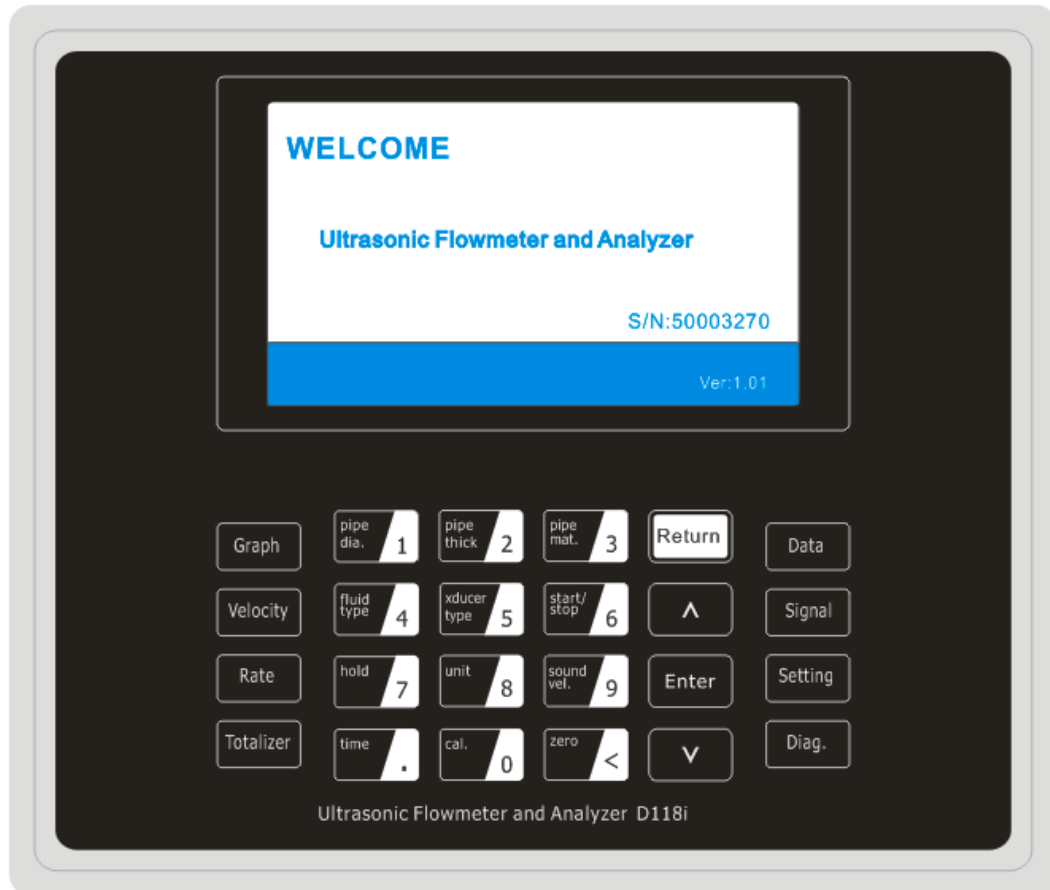 WELCOME
Ultrasonic Flowmeter and Analyzer
S/N:50003270
Ver:1.01
Graph
pipe dia. 1
pipe thick 2
pipe mat. 3
Return
Data
Velocity
fluid type 4
xducer type 5
start/ stop 6
^
Signal
Rate
hold 7
unit 8
sound vel. 9
Enter
Setting
Totalizer
time .
cal. 0
zero <
v
Diag.
Ultrasonic Flowmeter and Analyzer D118i